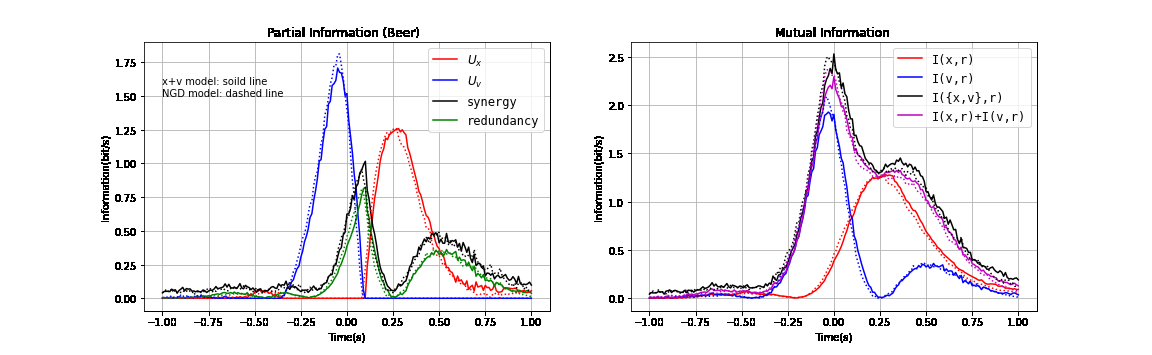 Partial Information (Beer)
Information(bit/s)
1.75
1.50
1.25
1.00
0.75
0.50
0.25
0.00
x+v model: soild line
NGD model: dashed line
Uₓ
Uᵥ
synergy
redundancy
−1.00 −0.75 −0.50 −0.25 0.00 0.25 0.50 0.75 1.00
Time(s)
Mutual Information
Information(bit/s)
2.5
2.0
1.5
1.0
0.5
0.0
I(x,r)
I(v,r)
I({x,v},r)
I(x,r)+I(v,r)
−1.00 −0.75 −0.50 −0.25 0.00 0.25 0.50 0.75 1.00
Time(s)